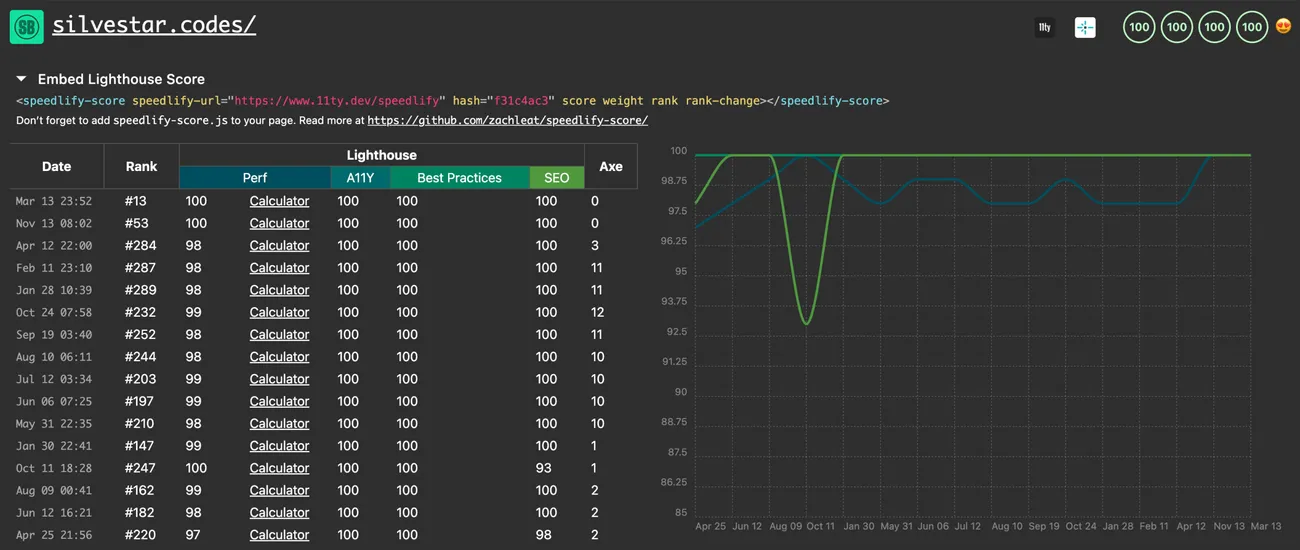 SB silvestar.codes/ 11ty 100 100 100 100
Embed Lighthouse Score
<speedlify-score speedlify-url="https://www.11ty.dev/speedlify" hash="f31c4ac3" score weight rank rank-change></speedlify-score>
Don’t forget to add speedlify-score.js to your page. Read more at https://github.com/zachleat/speedlify-score/
Date Rank Lighthouse Axe
Perf A11Y Best Practices SEO
Mar 13 23:52 #13 100 Calculator 100 100 100 0
Nov 13 08:02 #53 100 Calculator 100 100 100 0
Apr 12 22:00 #284 98 Calculator 100 100 100 3
Feb 11 23:10 #287 98 Calculator 100 100 100 11
Jan 28 10:39 #289 98 Calculator 100 100 100 11
Oct 24 07:58 #232 99 Calculator 100 100 100 12
Sep 19 03:40 #252 98 Calculator 100 100 100 11
Aug 10 06:11 #244 98 Calculator 100 100 100 10
Jul 12 03:34 #203 99 Calculator 100 100 100 10
Jun 06 07:25 #197 99 Calculator 100 100 100 10
May 31 22:35 #210 98 Calculator 100 100 100 10
Jan 30 22:41 #147 99 Calculator 100 100 100 1
Oct 11 18:28 #247 100 Calculator 100 100 93 1
Aug 09 00:41 #162 99 Calculator 100 100 100 2
Jun 12 16:21 #182 98 Calculator 100 100 100 2
Apr 25 21:56 #220 97 Calculator 100 100 98 2
100
98.75
97.5
96.25
95
93.75
92.5
91.25
90
88.75
87.5
86.25
85
Apr 25 Jun 12 Aug 09 Oct 11 Jan 30 May 31 Jun 06 Jul 12 Aug 10 Sep 19 Oct 24 Jan 28 Feb 11 Apr 12 Nov 13 Mar 13